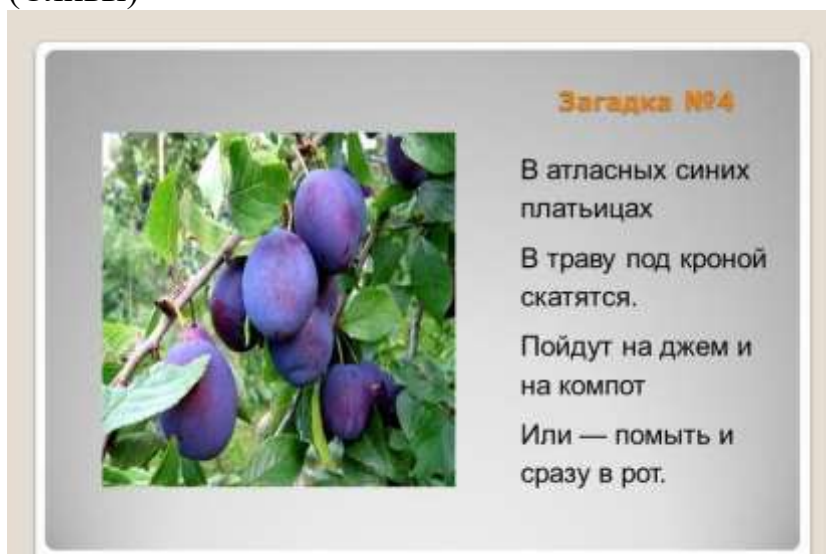 Загадка №4
В атласных синих
платьицах
В траву под кроной
скатятся.
Пойдут на джем и
на компот
Или — помыть и
сразу в рот.